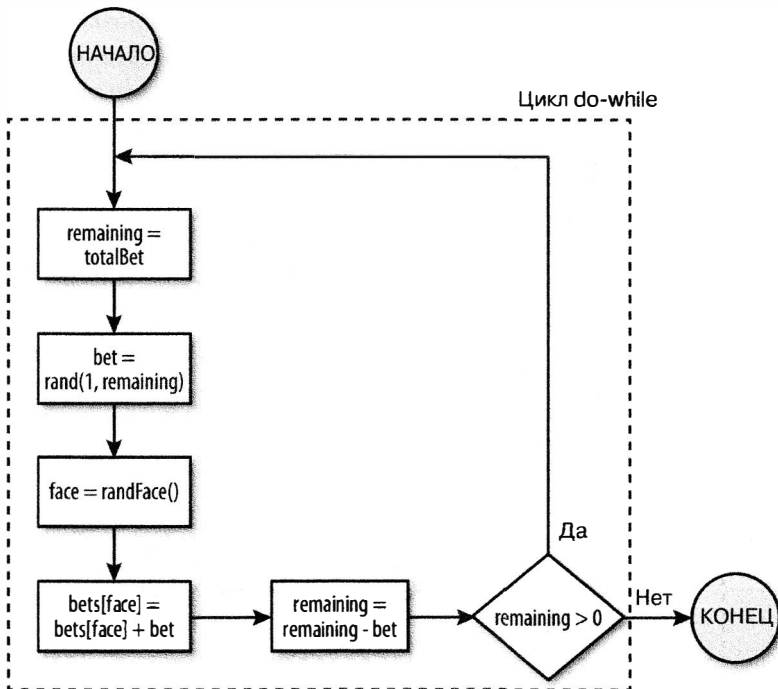 НАЧАЛО
Цикл do-while
remaining =
totalBet
bet =
rand(1, remaining)
face = randFace()
bets[face] =
bets[face] + bet
remaining =
remaining - bet
remaining > 0
Да
Нет
КОНЕЦ